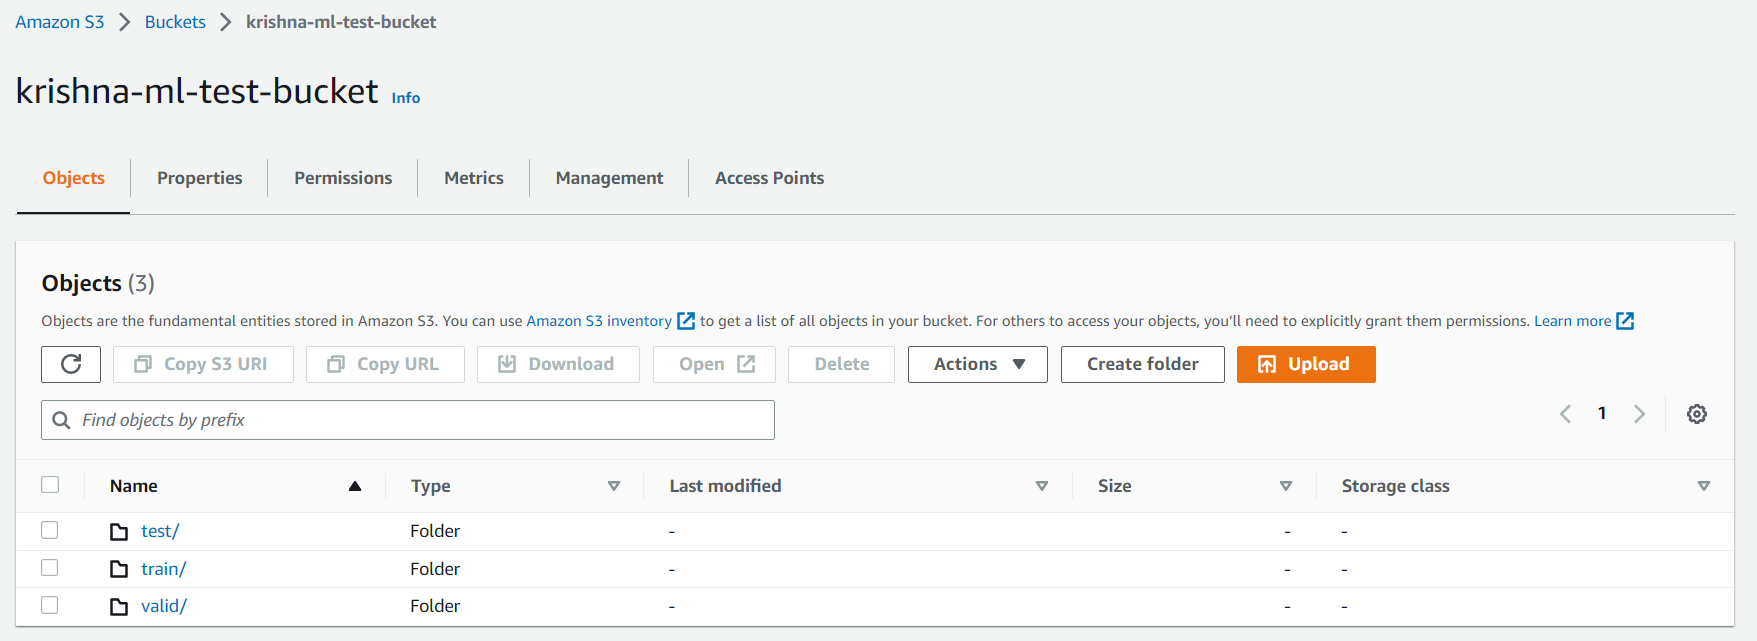 Amazon S3 > Buckets > krishna-ml-test-bucket
krishna-ml-test-bucket Info
Objects Properties Permissions Metrics Management Access Points
Objects (3)
Objects are the fundamental entities stored in Amazon S3. You can use Amazon S3 inventory to get a list of all objects in your bucket. For others to access your objects, you’ll need to explicitly grant them permissions. Learn more
Copy S3 URI Copy URL Download Open Delete Actions Create folder Upload
Find objects by prefix < 1 >
Name Type Last modified Size Storage class
test/ Folder - - -
train/ Folder - - -
valid/ Folder - - -